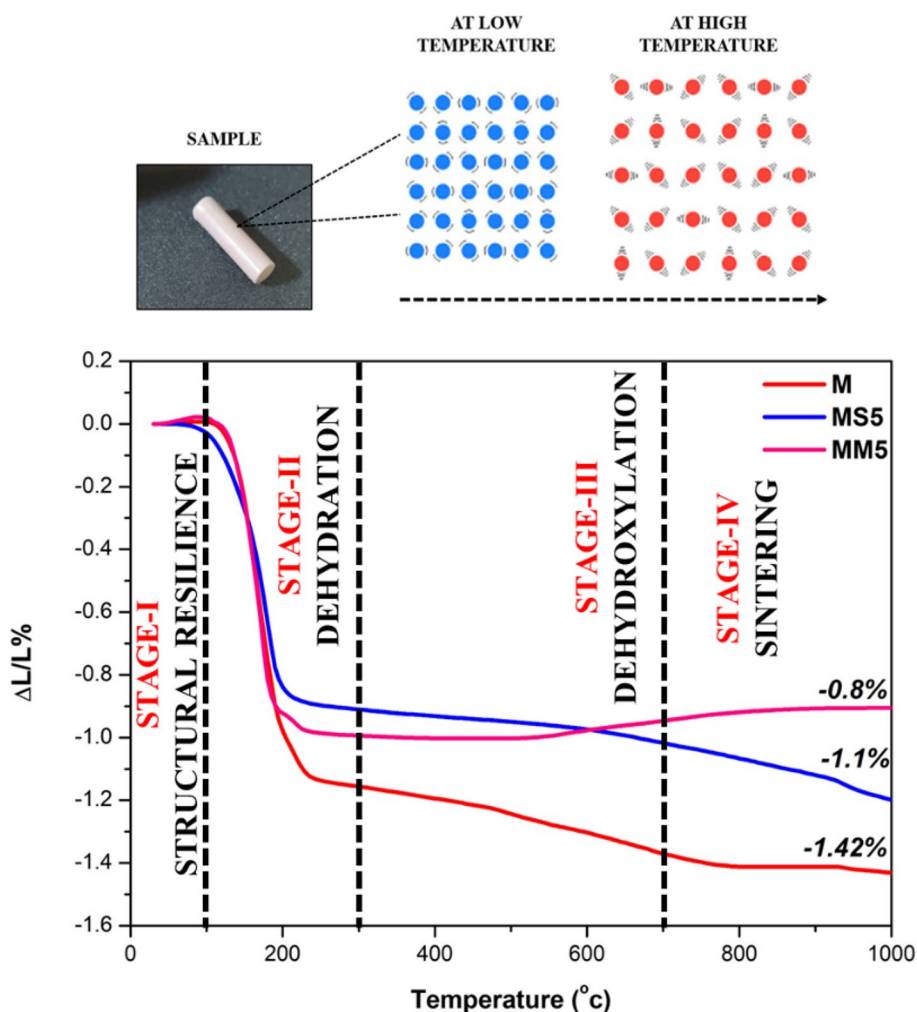 AT LOW
TEMPERATURE
AT HIGH
TEMPERATURE
SAMPLE
0.2
0.0
-0.2
-0.4
-0.6
-0.8
-1.0
-1.2
-1.4
-1.6
ΔL/L%
STAGE-I
STRUCTURAL RESILIENCE
STAGE-II
DEHYDRATION
STAGE-III
DEHYDROXYLATION
STAGE-IV
SINTERING
M
MS5
MM5
-0.8%
-1.1%
-1.42%
0
200
400
600
800
1000
Temperature (°c)